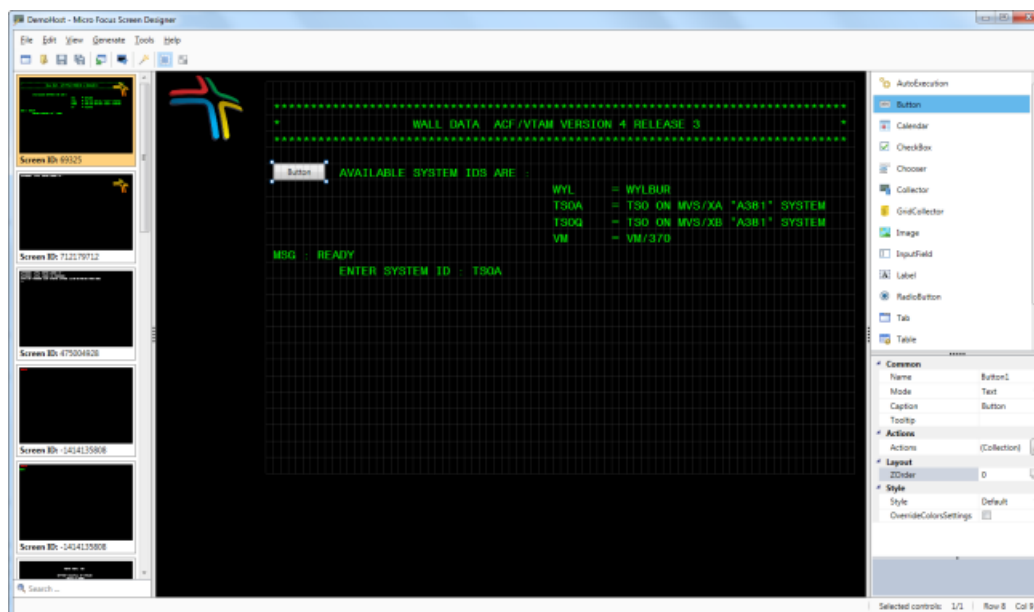 DemoHost - Micro Focus Screen Designer
File Edit View Generate Tools Help
Screen ID: 69325
Screen ID: 712179712
Screen ID: 475004928
Screen ID: -1414135808
Screen ID: -1414135808
Search ...
WALL DATA ACF/VTAM VERSION 4 RELEASE 3
Button AVAILABLE SYSTEM IDS ARE :
WYL = WYLBUR
TSOA = TSO ON MVS/XA "A381" SYSTEM
TSOQ = TSO ON MVS/XB "A381" SYSTEM
VM = VM/370
MSG : READY
ENTER SYSTEM ID : TSOA
AutoExecution
Button
Calendar
CheckBox
Chooser
Collector
GridCollector
Image
InputField
Label
RadioButton
Tab
Table
Common
Name Button1
Mode Text
Caption Button
Tooltip
Actions
Actions (Collection)
Layout
ZOrder 0
Style
Style Default
OverrideColorsSettings
Selected controls: 1/1 Row 8